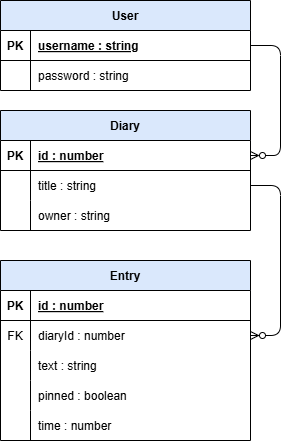 User
PK username : string
password : string
Diary
PK id : number
title : string
owner : string
Entry
PK id : number
FK diaryId : number
text : string
pinned : boolean
time : number